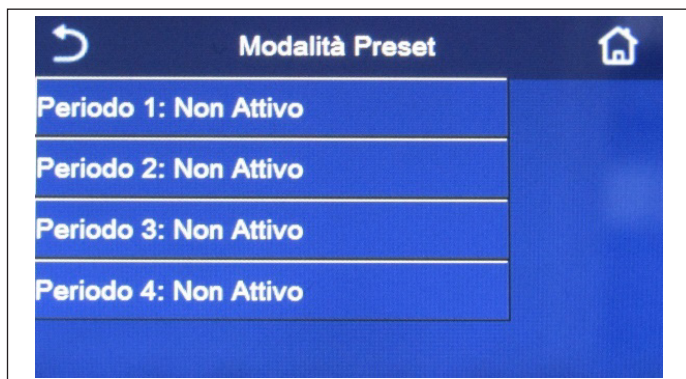 Modalità Preset
Periodo 1: Non Attivo
Periodo 2: Non Attivo
Periodo 3: Non Attivo
Periodo 4: Non Attivo